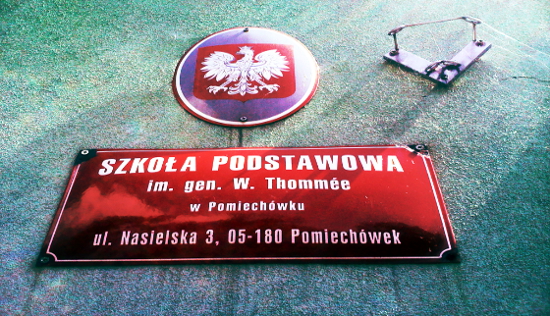 SZKOŁA PODSTAWOWA
im. gen. W. Thommée
w Pomiechówku
ul. Nasielska 3, 05-180 Pomiechówek